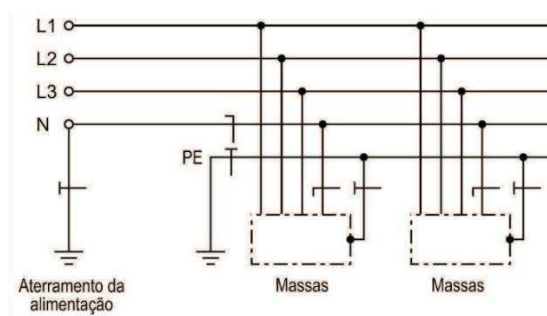 L1
L2
L3
N
PE
Aterramento da
alimentação
Massas
Massas